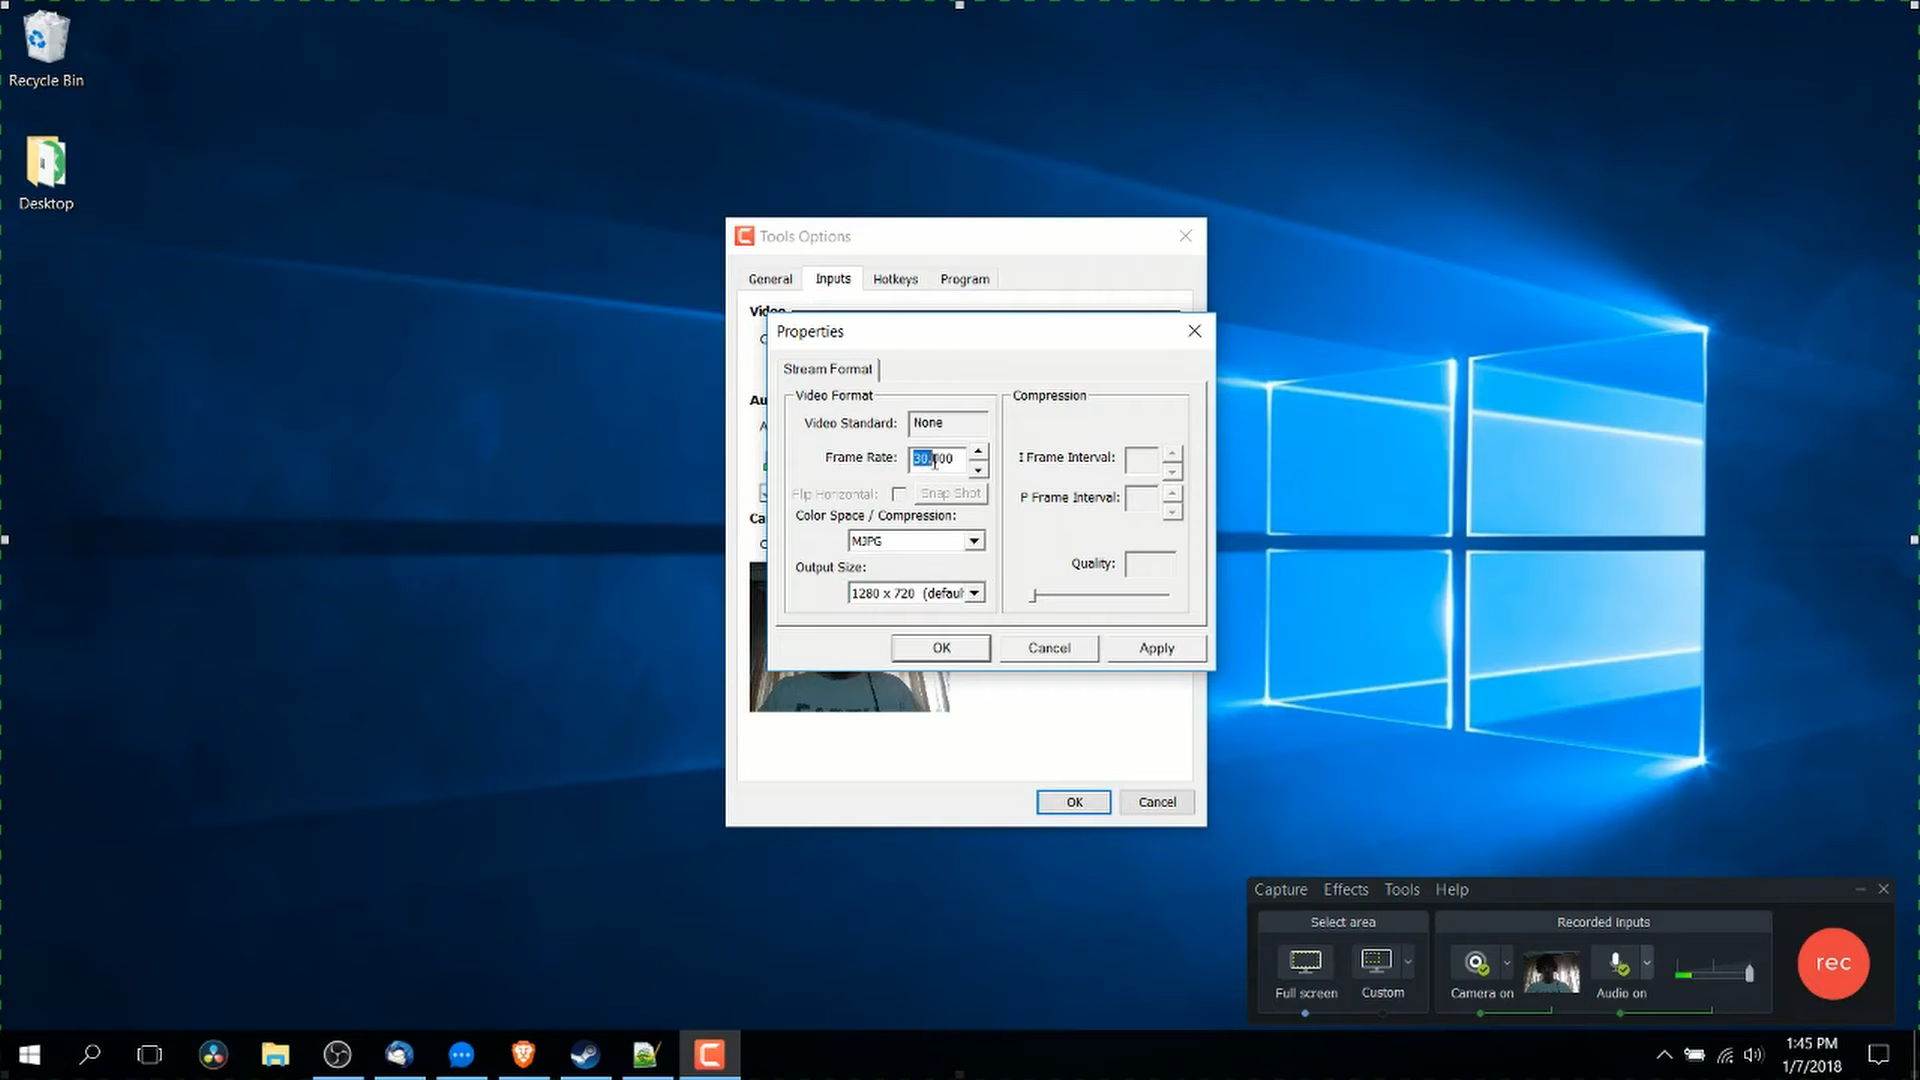 Recycle Bin
Desktop
Tools Options
General
Inputs
Hotkeys
Program
Properties
Stream Format
Video Format
Video Standard:
None
Frame Rate:
Flip Horizontal:
Snap Shot
Color Space / Compression:
MJPG
Output Size:
1280 x 720 (defaul
Compression
I Frame Interval:
P Frame Interval:
Quality:
OK
Cancel
Apply
OK
Cancel
Capture
Effects
Tools
Help
Select area
Full screen
Custom
Recorded inputs
Camera on
Audio on
rec
1:45 PM
1/7/2018